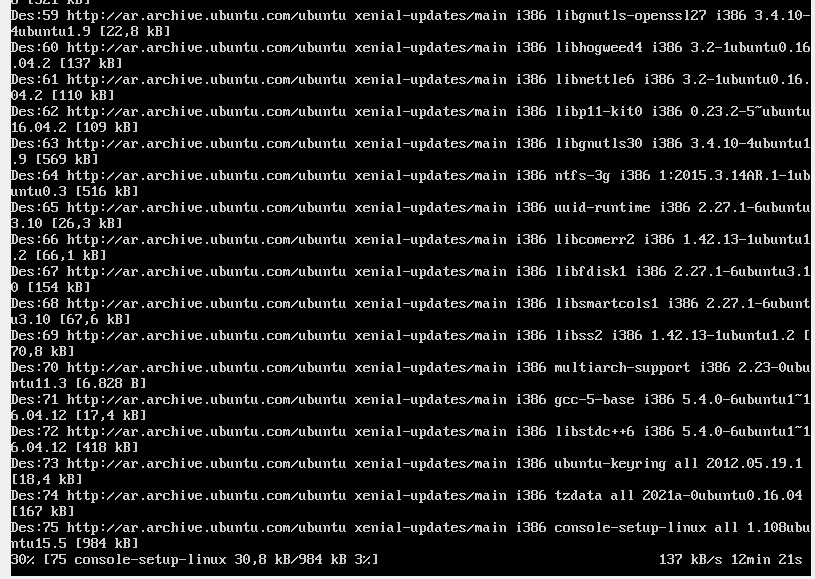 8 [321 kB]
Des:59 http://ar.archive.ubuntu.com/ubuntu xenial-updates/main i386 libgnutls-openssl27 i386 3.4.10-
4ubuntu1.9 [22,8 kB]
Des:60 http://ar.archive.ubuntu.com/ubuntu xenial-updates/main i386 libhogweed4 i386 3.2-1ubuntu0.16
.04.2 [137 kB]
Des:61 http://ar.archive.ubuntu.com/ubuntu xenial-updates/main i386 libnettle6 i386 3.2-1ubuntu0.16.
04.2 [110 kB]
Des:62 http://ar.archive.ubuntu.com/ubuntu xenial-updates/main i386 libp11-kit0 i386 0.23.2-5~ubuntu
16.04.2 [109 kB]
Des:63 http://ar.archive.ubuntu.com/ubuntu xenial-updates/main i386 libgnutls30 i386 3.4.10-4ubuntu1
.9 [569 kB]
Des:64 http://ar.archive.ubuntu.com/ubuntu xenial-updates/main i386 ntfs-3g i386 1:2015.3.14AR.1-1ub
untu0.3 [516 kB]
Des:65 http://ar.archive.ubuntu.com/ubuntu xenial-updates/main i386 uuid-runtime i386 2.27.1-6ubuntu
3.10 [26,3 kB]
Des:66 http://ar.archive.ubuntu.com/ubuntu xenial-updates/main i386 libcomerr2 i386 1.42.13-1ubuntu1
.2 [66,1 kB]
Des:67 http://ar.archive.ubuntu.com/ubuntu xenial-updates/main i386 libfdisk1 i386 2.27.1-6ubuntu3.1
0 [154 kB]
Des:68 http://ar.archive.ubuntu.com/ubuntu xenial-updates/main i386 libsmartcols1 i386 2.27.1-6ubunt
u3.10 [67,6 kB]
Des:69 http://ar.archive.ubuntu.com/ubuntu xenial-updates/main i386 libss2 i386 1.42.13-1ubuntu1.2 [
70,8 kB]
Des:70 http://ar.archive.ubuntu.com/ubuntu xenial-updates/main i386 multiarch-support i386 2.23-0ubu
ntu11.3 [6.828 B]
Des:71 http://ar.archive.ubuntu.com/ubuntu xenial-updates/main i386 gcc-5-base i386 5.4.0-6ubuntu1~1
6.04.12 [17,4 kB]
Des:72 http://ar.archive.ubuntu.com/ubuntu xenial-updates/main i386 libstdc++6 i386 5.4.0-6ubuntu1~1
6.04.12 [418 kB]
Des:73 http://ar.archive.ubuntu.com/ubuntu xenial-updates/main i386 ubuntu-keyring all 2012.05.19.1
[18,4 kB]
Des:74 http://ar.archive.ubuntu.com/ubuntu xenial-updates/main i386 tzdata all 2021a-0ubuntu0.16.04
[167 kB]
Des:75 http://ar.archive.ubuntu.com/ubuntu xenial-updates/main i386 console-setup-linux all 1.108ubu
ntu15.5 [984 kB]
30% [75 console-setup-linux 30,8 kB/984 kB 3%] 137 kB/s 12min 21s